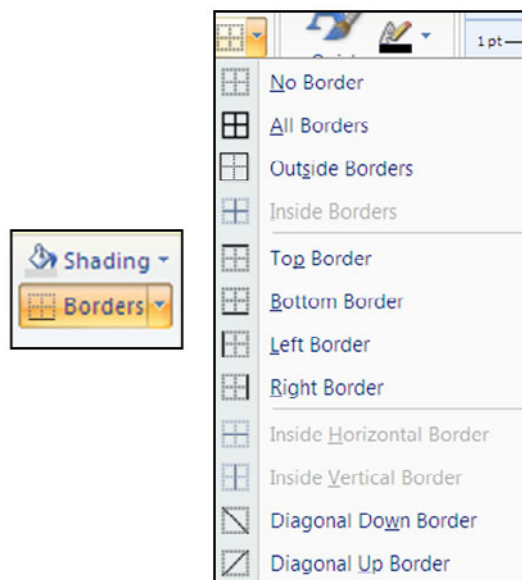 1 pt
No Border
All Borders
Outside Borders
Inside Borders
Top Border
Bottom Border
Left Border
Right Border
Inside Horizontal Border
Inside Vertical Border
Diagonal Down Border
Diagonal Up Border
Shading
Borders